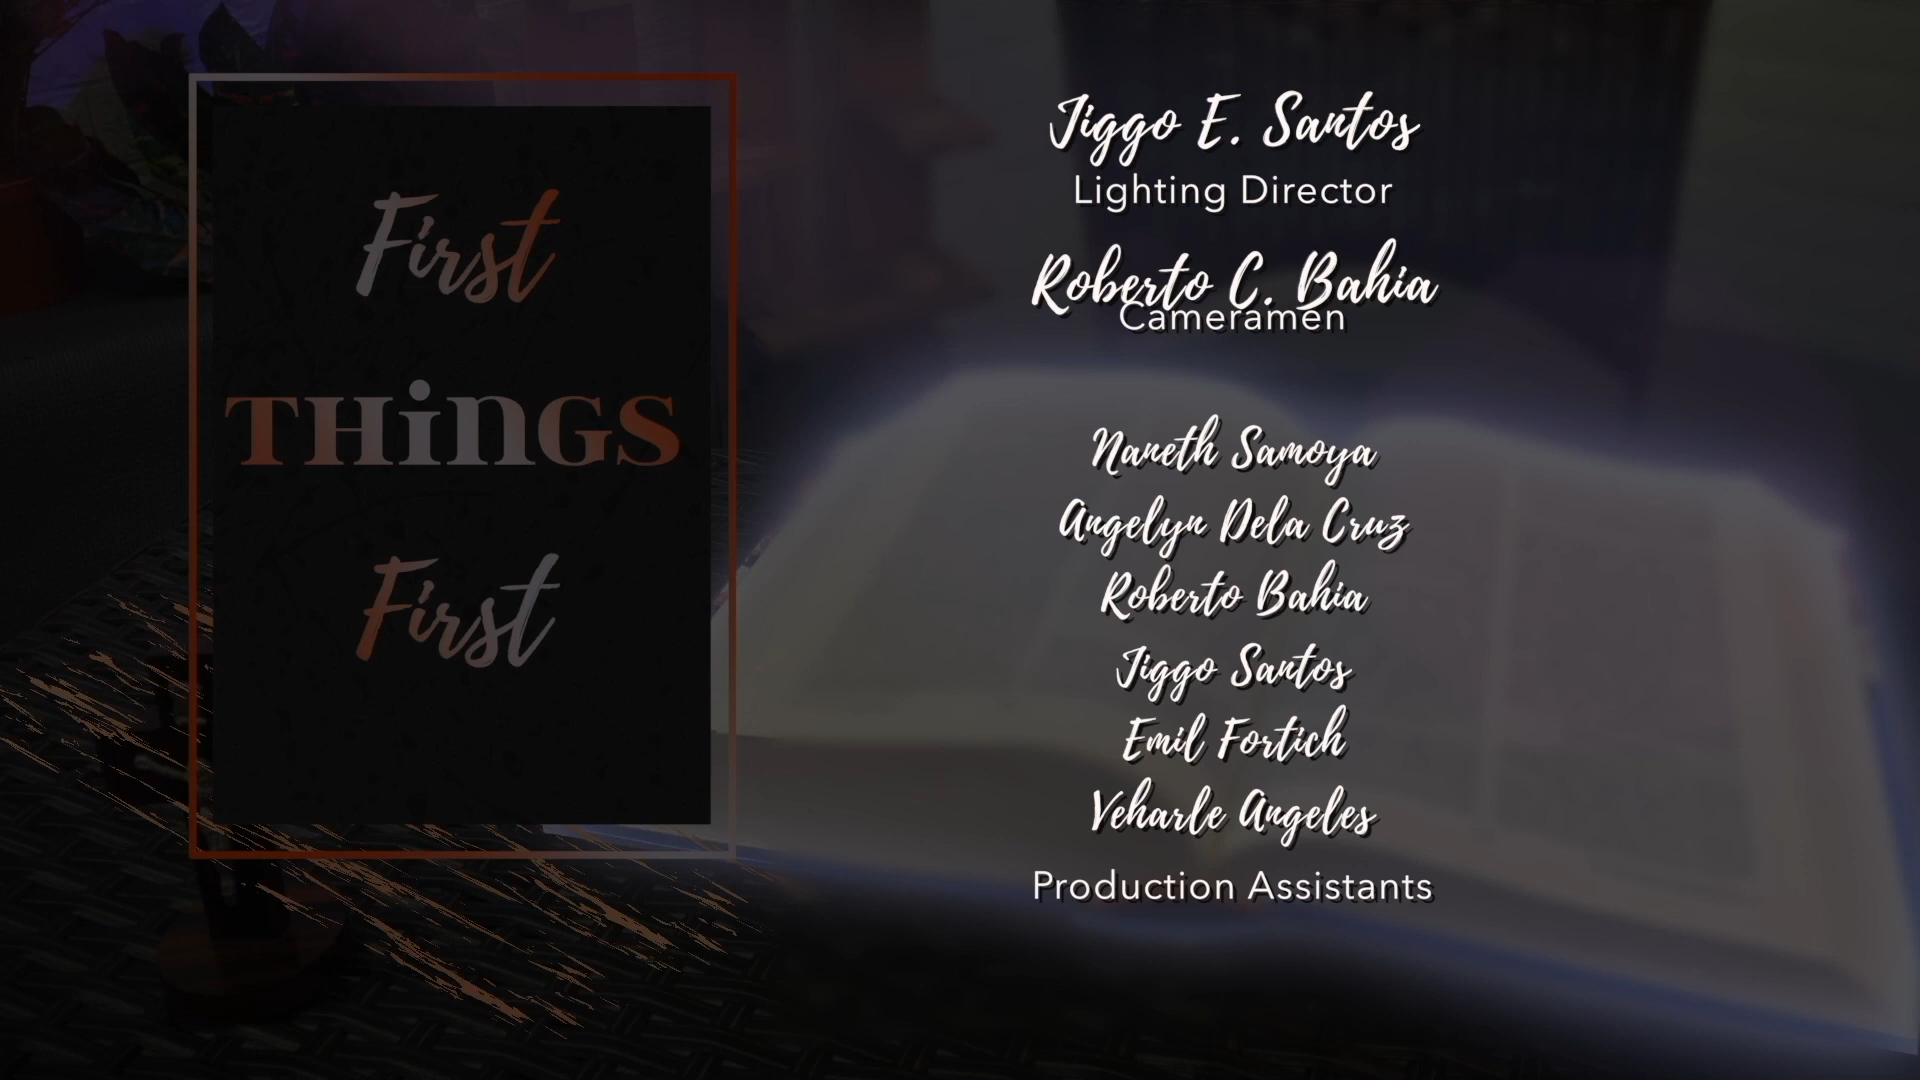 First
THiNGS
First
Jiggo E. Santos
Lighting Director
Roberto C. Bahia
Cameramen
Naneth Samoya
Angelyn Dela Cruz
Roberto Bahia
Jiggo Santos
Emil Fortich
Veharle Angeles
Production Assistants